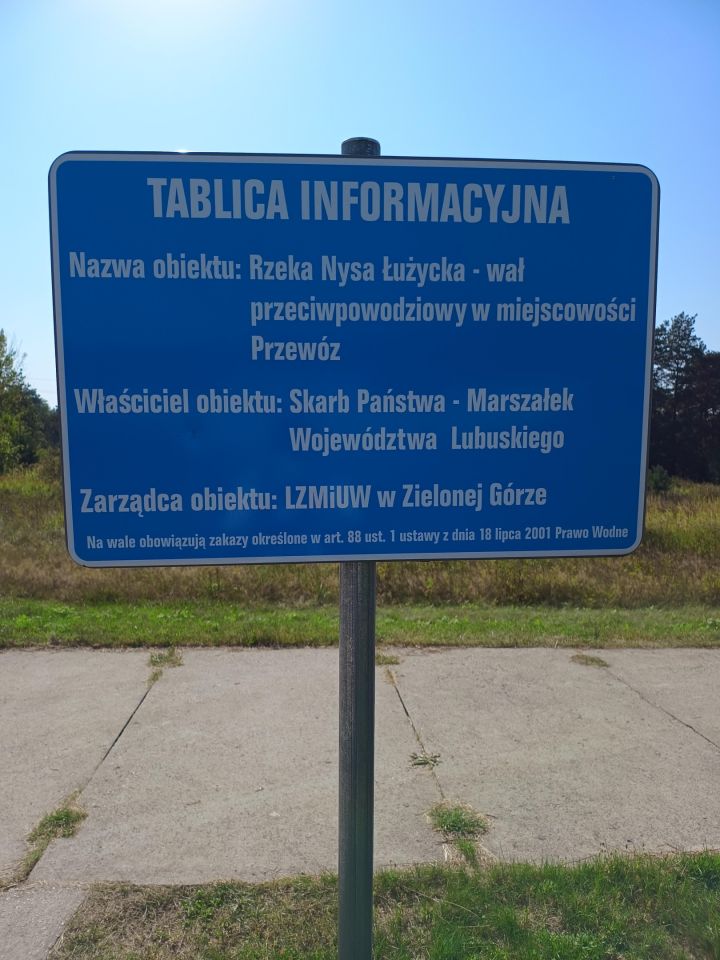 TABLICA INFORMACYJNA
Nazwa obiektu: Rzeka Nysa Łużycka - wał
przeciwpowodziowy w miejscowości
Przewóz
Właściciel obiektu: Skarb Państwa - Marszałek
Województwa Lubuskiego
Zarządca obiektu: LZMiUW w Zielonej Górze
Na wale obowiązują zakazy określone w art. 88 ust. 1 ustawy z dnia 18 lipca 2001 Prawo Wodne